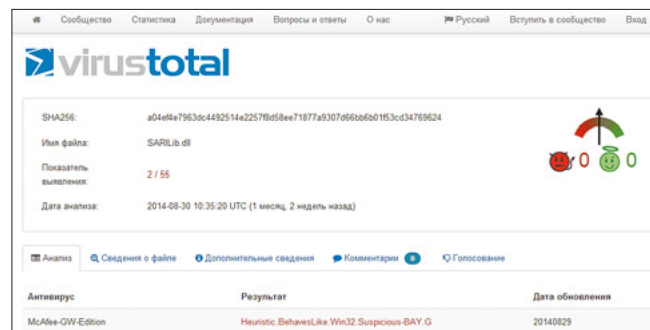 Сообщество Статистика Документация Вопросы и ответы О нас Русский Вступить в сообщество Вход
virustotal
SHA256: a04ef4e7963dc4492514e2257f8d58ee71877a9307d66bb6b01f53cd34769624
Имя файла: SARILib.dll
Показатель выявления: 2 / 55
0 0
Дата анализа: 2014-08-30 10:35:20 UTC (1 месяц, 2 недель назад)
Анализ Сведения о файле Дополнительные сведения Комментарии 0 Голосование
Антивирус Результат Дата обновления
McAfee-GW-Edition Heuristic.BehavesLike.Win32.Suspicious-BAY.G 20140829